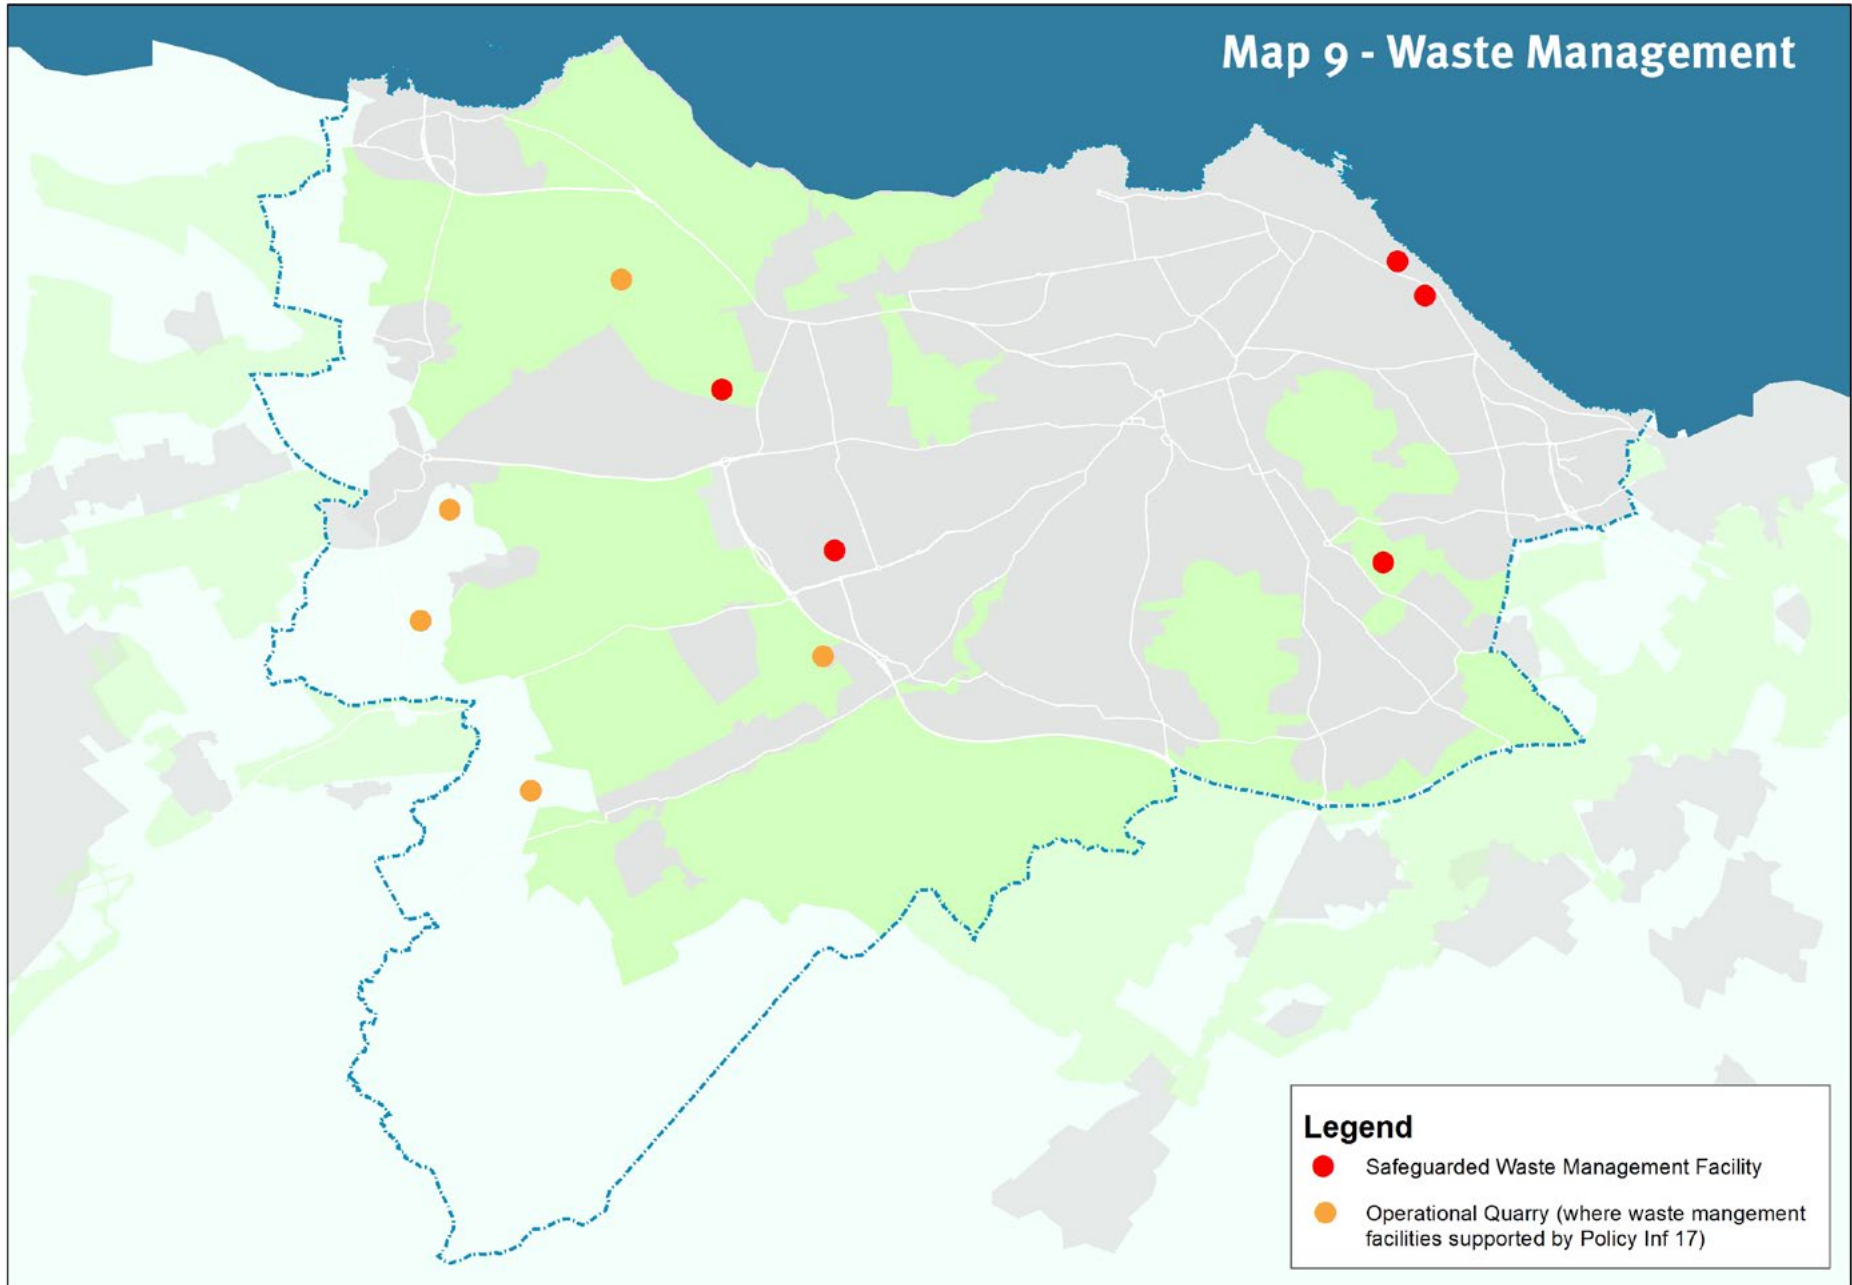 Map 9 - Waste Management
Legend
Safeguarded Waste Management Facility
Operational Quarry (where waste mangement
facilities supported by Policy Inf 17)